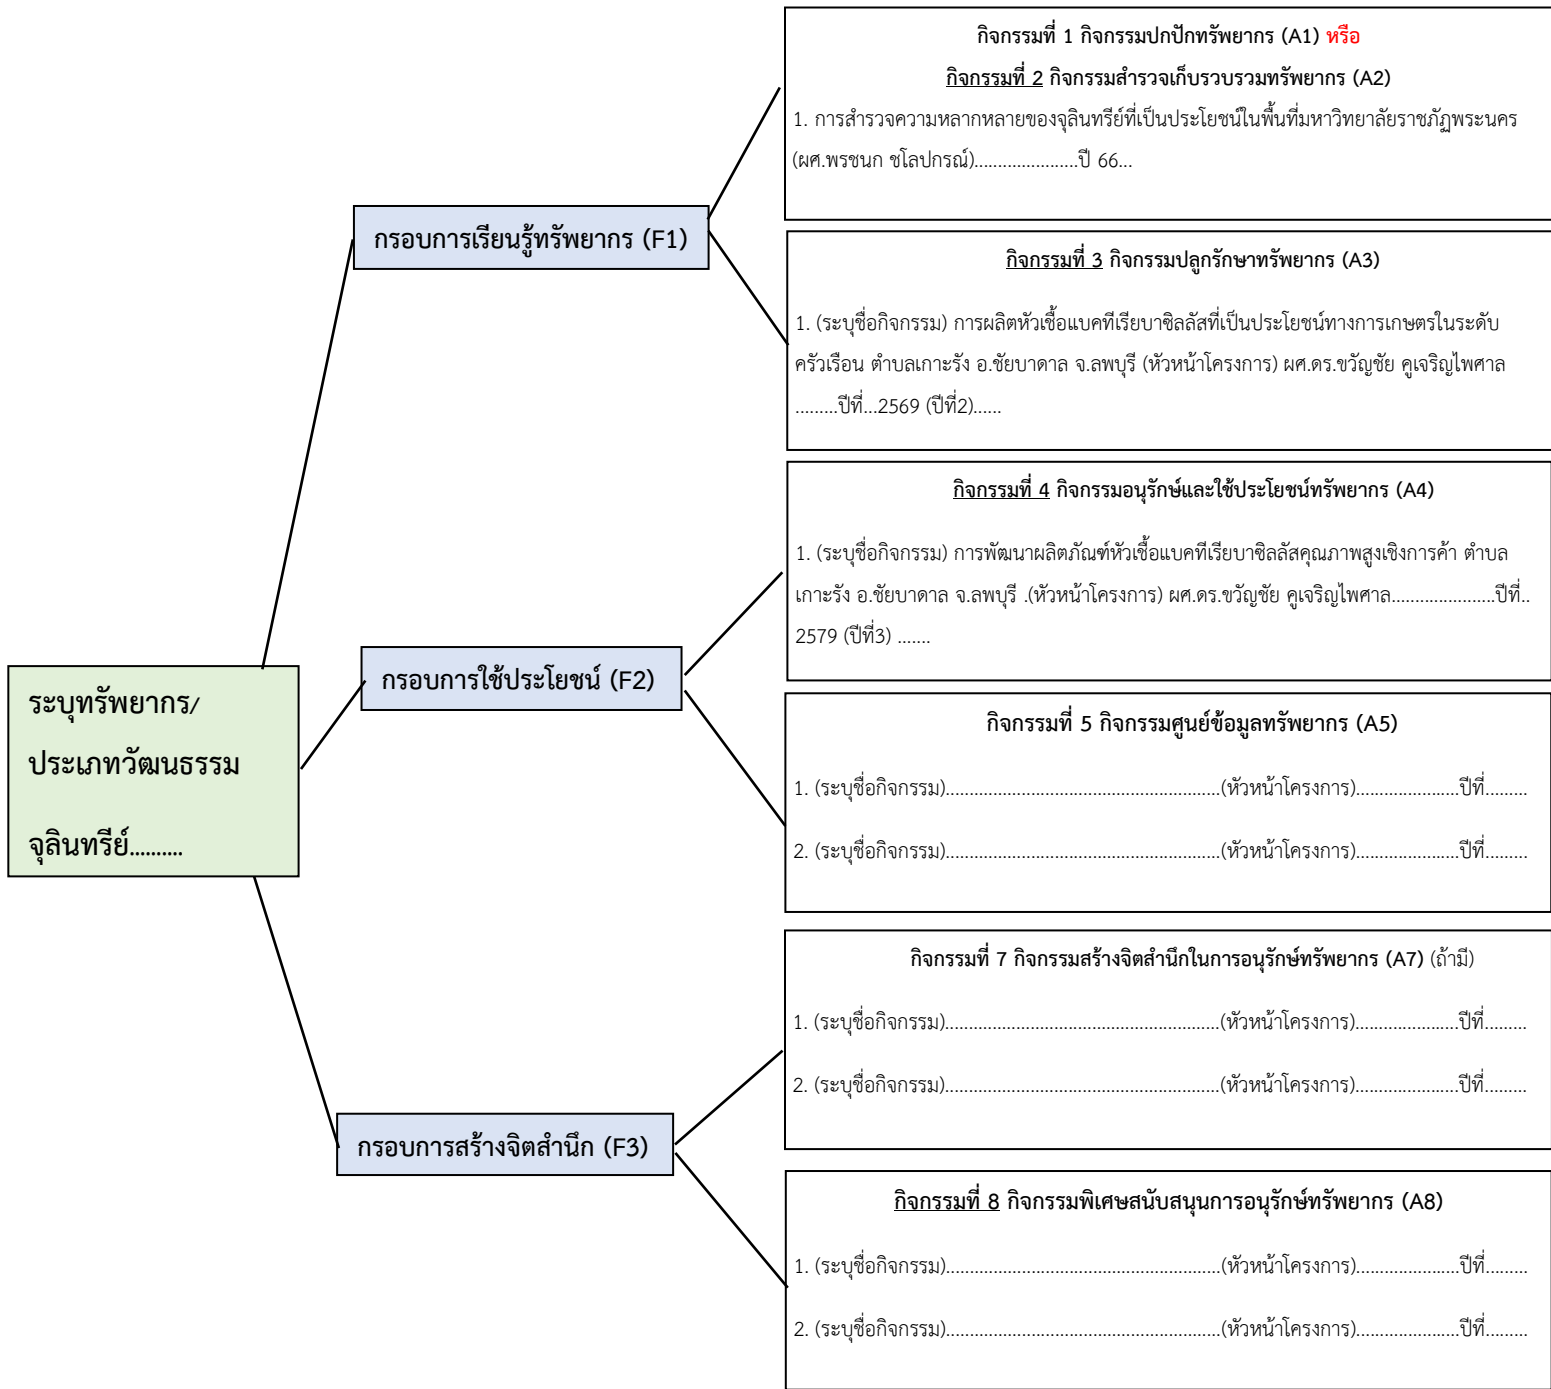 กิจกรรมที่ 1 กิจกรรมปกปักทรัพยากร (A1) หรือ
กิจกรรมที่ 2 กิจกรรมสำรวจเก็บรวบรวมทรัพยากร (A2)
1. การสำรวจความหลากหลายของจุลินทรีย์ที่เป็นประโยชน์ในพื้นที่มหาวิทยาลัยราชภัฏพระนคร
(ผศ.พรชนก ชโลปกรณ์)......................ปี 66...
กรอบการเรียนรู้ทรัพยากร (F1)
กิจกรรมที่ 3 กิจกรรมปลูกรักษาทรัพยากร (A3)
1. (ระบุชื่อกิจกรรม) การผลิตหัวเชื้อแบคทีเรียบาซิลลัสที่เป็นประโยชน์ทางการเกษตรในระดับ
ครัวเรือน ตำบลเกาะรัง อ.ชัยบาดาล จ.ลพบุรี (หัวหน้าโครงการ) ผศ.ดร.ขวัญชัย คูเจริญไพศาล
.........ปีที่...2569 (ปีที่2)......
กิจกรรมที่ 4 กิจกรรมอนุรักษ์และใช้ประโยชน์ทรัพยากร (A4)
1. (ระบุชื่อกิจกรรม) การพัฒนาผลิตภัณฑ์หัวเชื้อแบคทีเรียบาซิลลัสคุณภาพสูงเชิงการค้า ตำบล
เกาะรัง อ.ชัยบาดาล จ.ลพบุรี .(หัวหน้าโครงการ) ผศ.ดร.ขวัญชัย คูเจริญไพศาล......................ปีที่..
2579 (ปีที่3) .......
กรอบการใช้ประโยชน์ (F2)
ระบุทรัพยากร/
ประเภทวัฒนธรรม
จุลินทรีย์..........
กิจกรรมที่ 5 กิจกรรมศูนย์ข้อมูลทรัพยากร (A5)
1. (ระบุชื่อกิจกรรม)..........................................................(หัวหน้าโครงการ)......................ปีที่.........
2. (ระบุชื่อกิจกรรม)..........................................................(หัวหน้าโครงการ)......................ปีที่.........
กิจกรรมที่ 7 กิจกรรมสร้างจิตสำนึกในการอนุรักษ์ทรัพยากร (A7) (ถ้ามี)
1. (ระบุชื่อกิจกรรม)..........................................................(หัวหน้าโครงการ)......................ปีที่.........
2. (ระบุชื่อกิจกรรม)..........................................................(หัวหน้าโครงการ)......................ปีที่.........
กรอบการสร้างจิตสำนึก (F3)
กิจกรรมที่ 8 กิจกรรมพิเศษสนับสนุนการอนุรักษ์ทรัพยากร (A8)
1. (ระบุชื่อกิจกรรม)..........................................................(หัวหน้าโครงการ)......................ปีที่.........
2. (ระบุชื่อกิจกรรม)..........................................................(หัวหน้าโครงการ)......................ปีที่.........